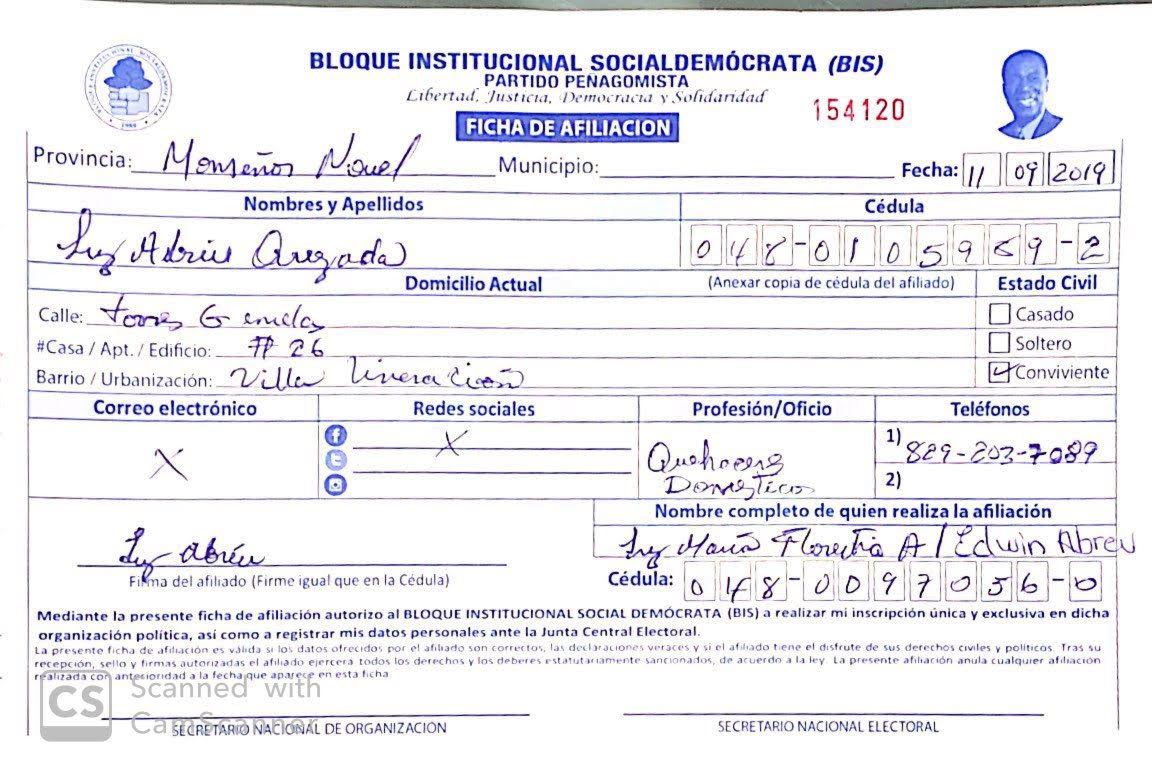 BLOQUE INSTITUCIONAL SOCIALDEMÓCRATA (BIS)
PARTIDO PEÑAGOMISTA
Libertad, Justicia, Democracia y Solidaridad
154120
FICHA DE AFILIACION
Provincia: Monseños Nouel Municipio: Fecha: 11 09 2019
Nombres y Apellidos Cédula
Luz Abreu Quezada 048-0105989-2
Domicilio Actual (Anexar copia de cédula del afiliado) Estado Civil
Calle: torres Gemelas Casado
#Casa / Apt. / Edificio: # 26 Soltero
Barrio / Urbanización: Villa Conviviente
Correo electrónico Redes sociales Profesión/Oficio Teléfonos
X X Quehaceres Domesticos 1) 829-203-7089
2)
Nombre completo de quien realiza la afiliación
Luz Abreu Luz María A / Edwin Abreu
Firma del afiliado (Firme igual que en la Cédula) Cédula: 048-0097056-0
Mediante la presente ficha de afiliación autorizo al BLOQUE INSTITUCIONAL SOCIAL DEMÓCRATA (BIS) a realizar mi inscripción única y exclusiva en dicha
organización política, así como a registrar mis datos personales ante la Junta Central Electoral.
La presente ficha de afiliación es válida si los datos ofrecidos por el afiliado son correctos, las declaraciones veraces y si el afiliado tiene el disfrute de sus derechos civiles y políticos. Tras su
recepción, sello y firmas autorizadas el afiliado ejercerá todos los derechos y los deberes estatutariamente sancionados, de acuerdo a la ley. La presente afiliación anula cualquier afiliación
realizada con anterioridad a la fecha que aparece en esta ficha
CS Scanned with
CamScanner
SECRETARIO NACIONAL DE ORGANIZACIÓN SECRETARIO NACIONAL ELECTORAL